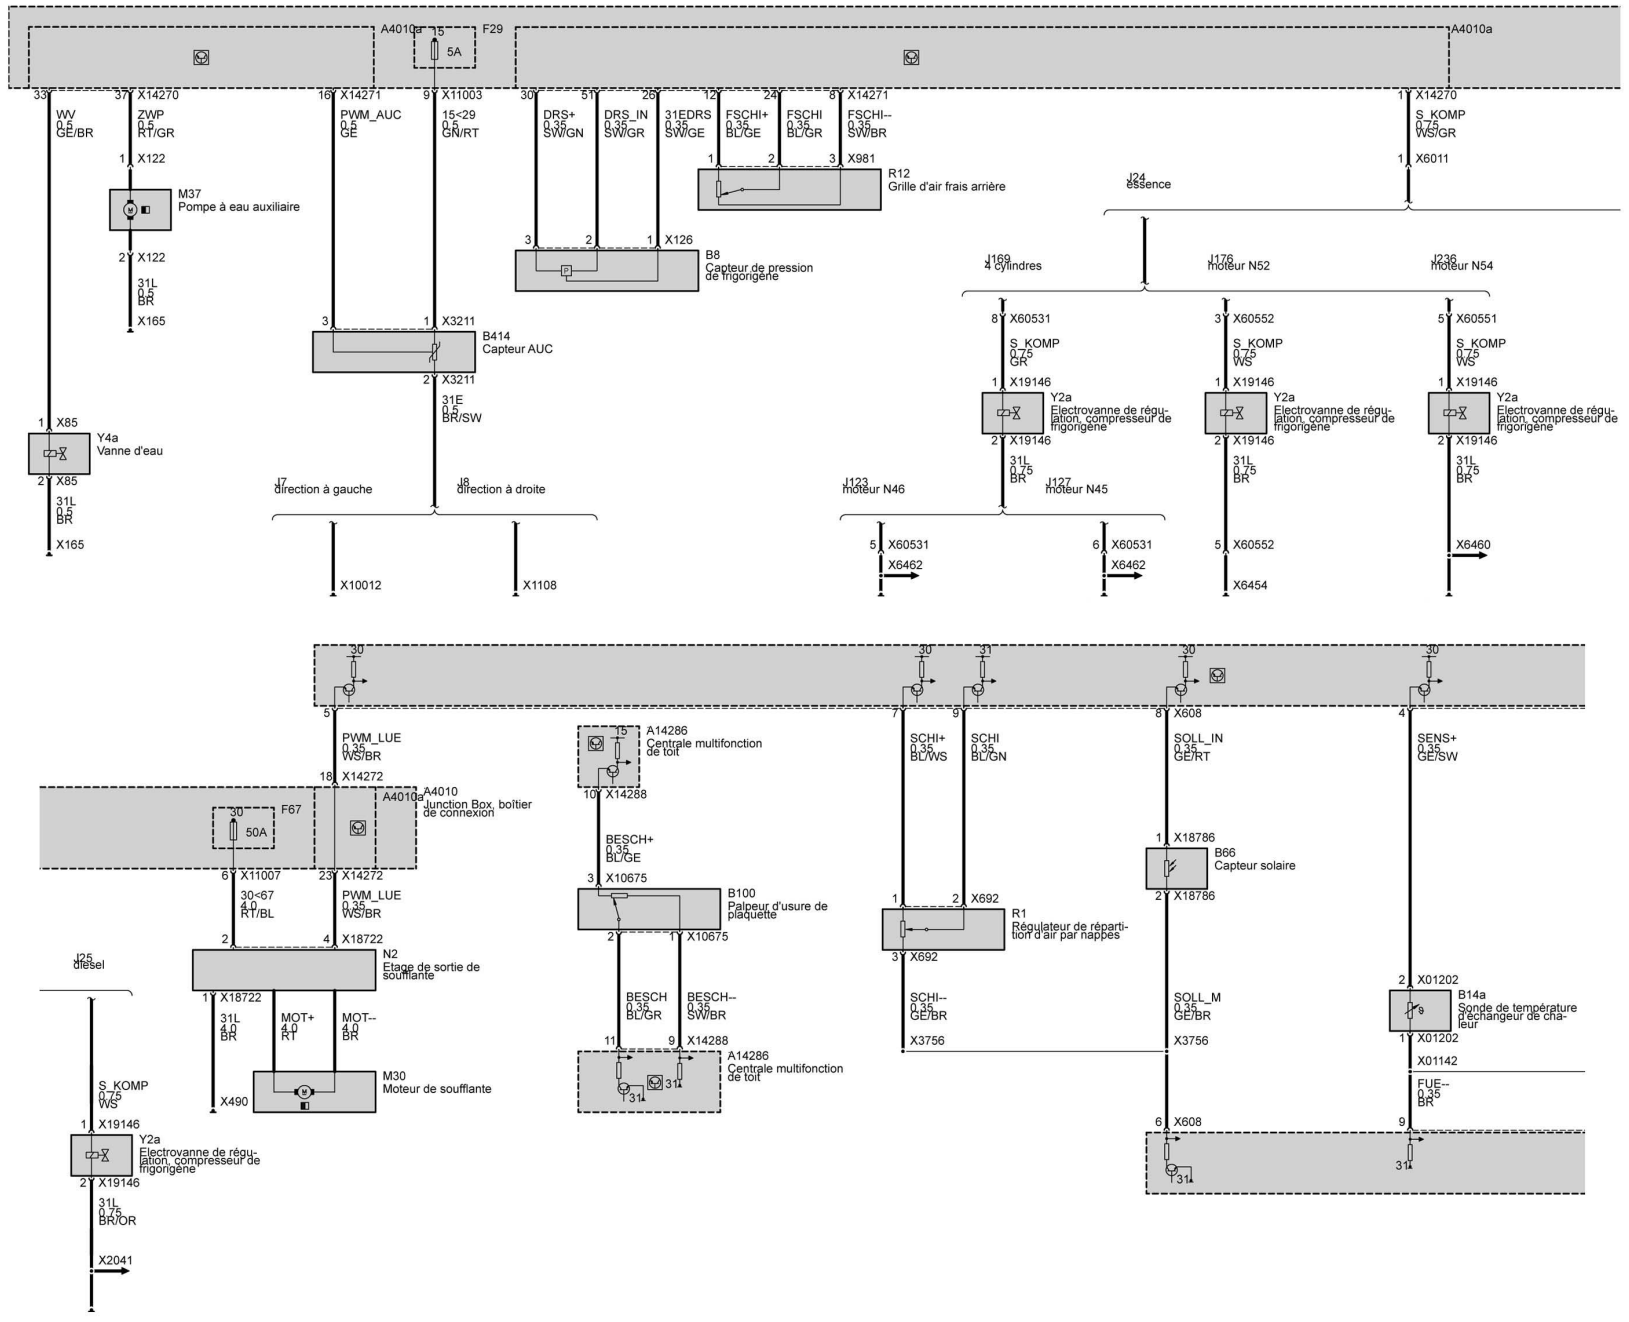 A4010a
15
5A
F29
A4010a
33
37 X14270
16 X14271
9 X11003
30
51
26
12
24
8 X14271
1 X14270
WV
0.5
GE/BR
ZWP
0.5
RT/GR
PWM_AUC
0.5
GE
15<29
0.5
GN/RT
DRS+
0.35
SW/GN
DRS_IN
0.35
SW/GR
31EDRS
0.35
SW/GE
FSCHI+
0.35
BL/GE
FSCHI
0.35
BL/GR
FSCHI--
0.35
SW/BR
S_KOMP
0.75
WS/GR
1 X122
1
2
3 X981
1 X6011
M37
Pompe à eau auxiliaire
R12
Grille d'air frais arrière
J24
essence
2 X122
3
2
1 X126
B8
Capteur de pression
de frigorigène
P
M
J169
4 cylindres
J176
moteur N52
J236
moteur N54
31L
0.5
BR
X165
3
1 X3211
B414
Capteur AUC
2 X3211
31E
0.5
BR/SW
8 X60531
3 X60552
5 X60551
S_KOMP
0.75
GR
S_KOMP
0.75
WS
S_KOMP
0.75
WS
1 X19146
1 X19146
1 X19146
Y2a
Electrovanne de régu-
lation, compresseur de
frigorigène
Y2a
Electrovanne de régu-
lation, compresseur de
frigorigène
Y2a
Electrovanne de régu-
lation, compresseur de
frigorigène
2 X19146
2 X19146
2 X19146
31L
0.75
BR
31L
0.75
BR
31L
0.75
BR
1 X85
Y4a
Vanne d'eau
2 X85
31L
0.5
BR
X165
J7
direction à gauche
J8
direction à droite
J123
moteur N46
J127
moteur N45
X10012
X1108
5 X60531
X6462
6 X60531
X6462
5 X60552
X6454
X6460
30
30
31
30
30
5
7
9
8 X608
4
PWM_LUE
0.35
WS/BR
15
A14286
Centrale multifonction
de toit
SCHI+
0.35
BL/WS
SCHI
0.35
BL/GN
SOLL_IN
0.35
GE/RT
SENS+
0.35
GE/SW
18 X14272
A4010a
A4010
Junction Box, boîtier
de connexion
30
50A
F67
10 X14288
BESCH+
0.35
BL/GE
1 X18786
B66
Capteur solaire
2 X18786
6 X11007
23 X14272
30<67
4.0
RT/BL
PWM_LUE
0.35
WS/BR
3 X10675
B100
Palpeur d'usure de
plaquette
2
1 X10675
1
2 X692
R1
Régulateur de réparti-
tion d'air par nappes
3 X692
2
4 X18722
N2
Etage de sortie de
soufflante
1 X18722
31L
4.0
BR
MOT+
4.0
RT
MOT--
4.0
BR
J25
diesel
BESCH
0.35
BL/GR
BESCH--
0.35
SW/BR
SCHI--
0.35
GE/BR
SOLL_M
0.35
GE/BR
2 X01202
B14a
Sonde de température
d'échangeur de cha-
leur
1 X01202
11
9 X14288
A14286
Centrale multifonction
de toit
31
31
X3756
X3756
X01142
FUE--
0.35
BR
M
M30
Moteur de soufflante
X490
S_KOMP
0.75
WS
1 X19146
Y2a
Electrovanne de régu-
lation, compresseur de
frigorigène
2 X19146
31L
0.75
BR/OR
X2041
6 X608
9
31
31